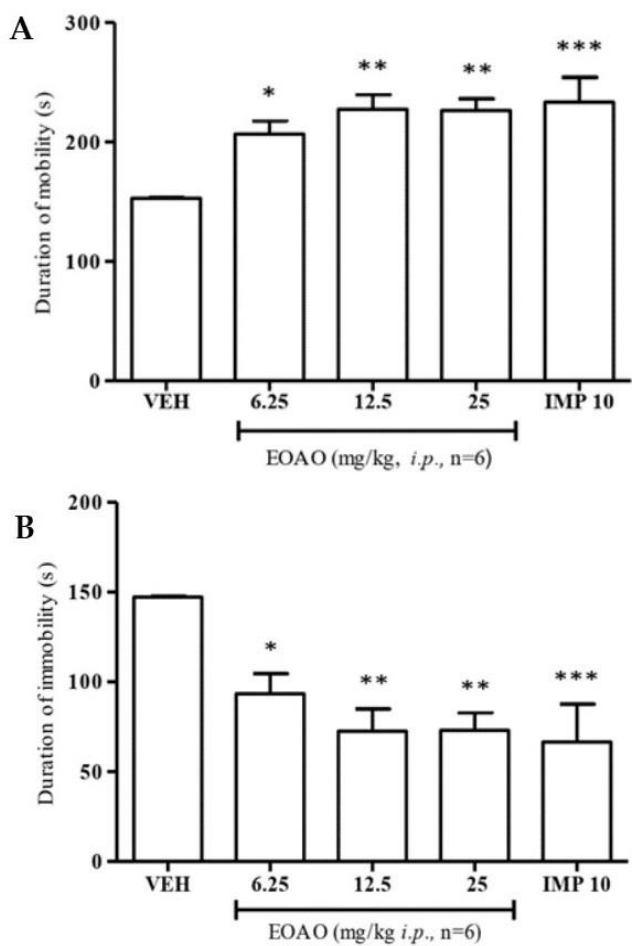 A
Duration of mobility (s)
300
200
100
0
*
**
**
***
VEH 6.25 12.5 25 IMP 10
EOAO (mg/kg, i.p., n=6)
B
Duration of immobility (s)
200
150
100
50
0
*
**
**
***
VEH 6.25 12.5 25 IMP 10
EOAO (mg/kg i.p., n=6)